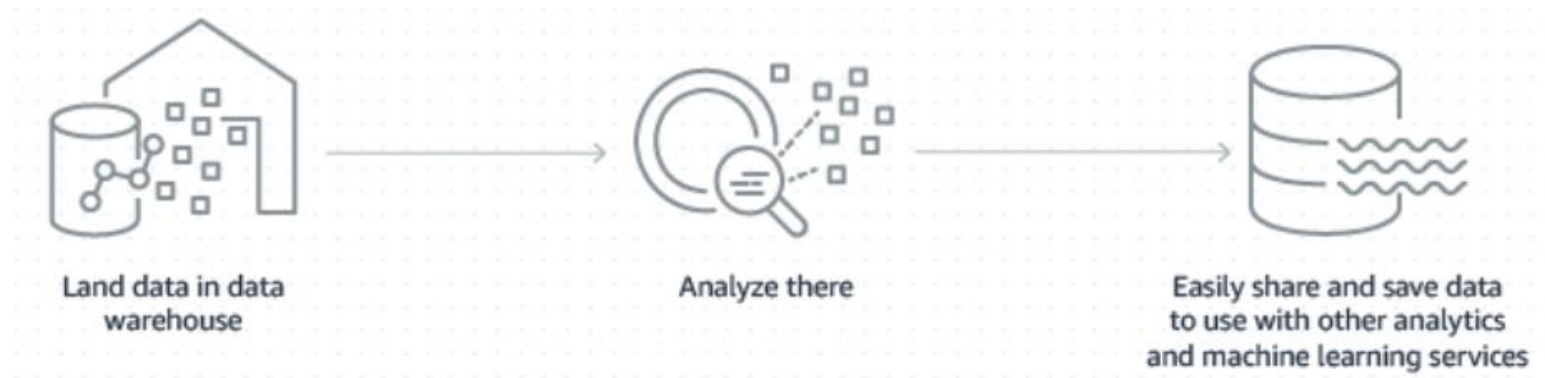 Land data in data
warehouse
Analyze there
Easily share and save data
to use with other analytics
and machine learning services